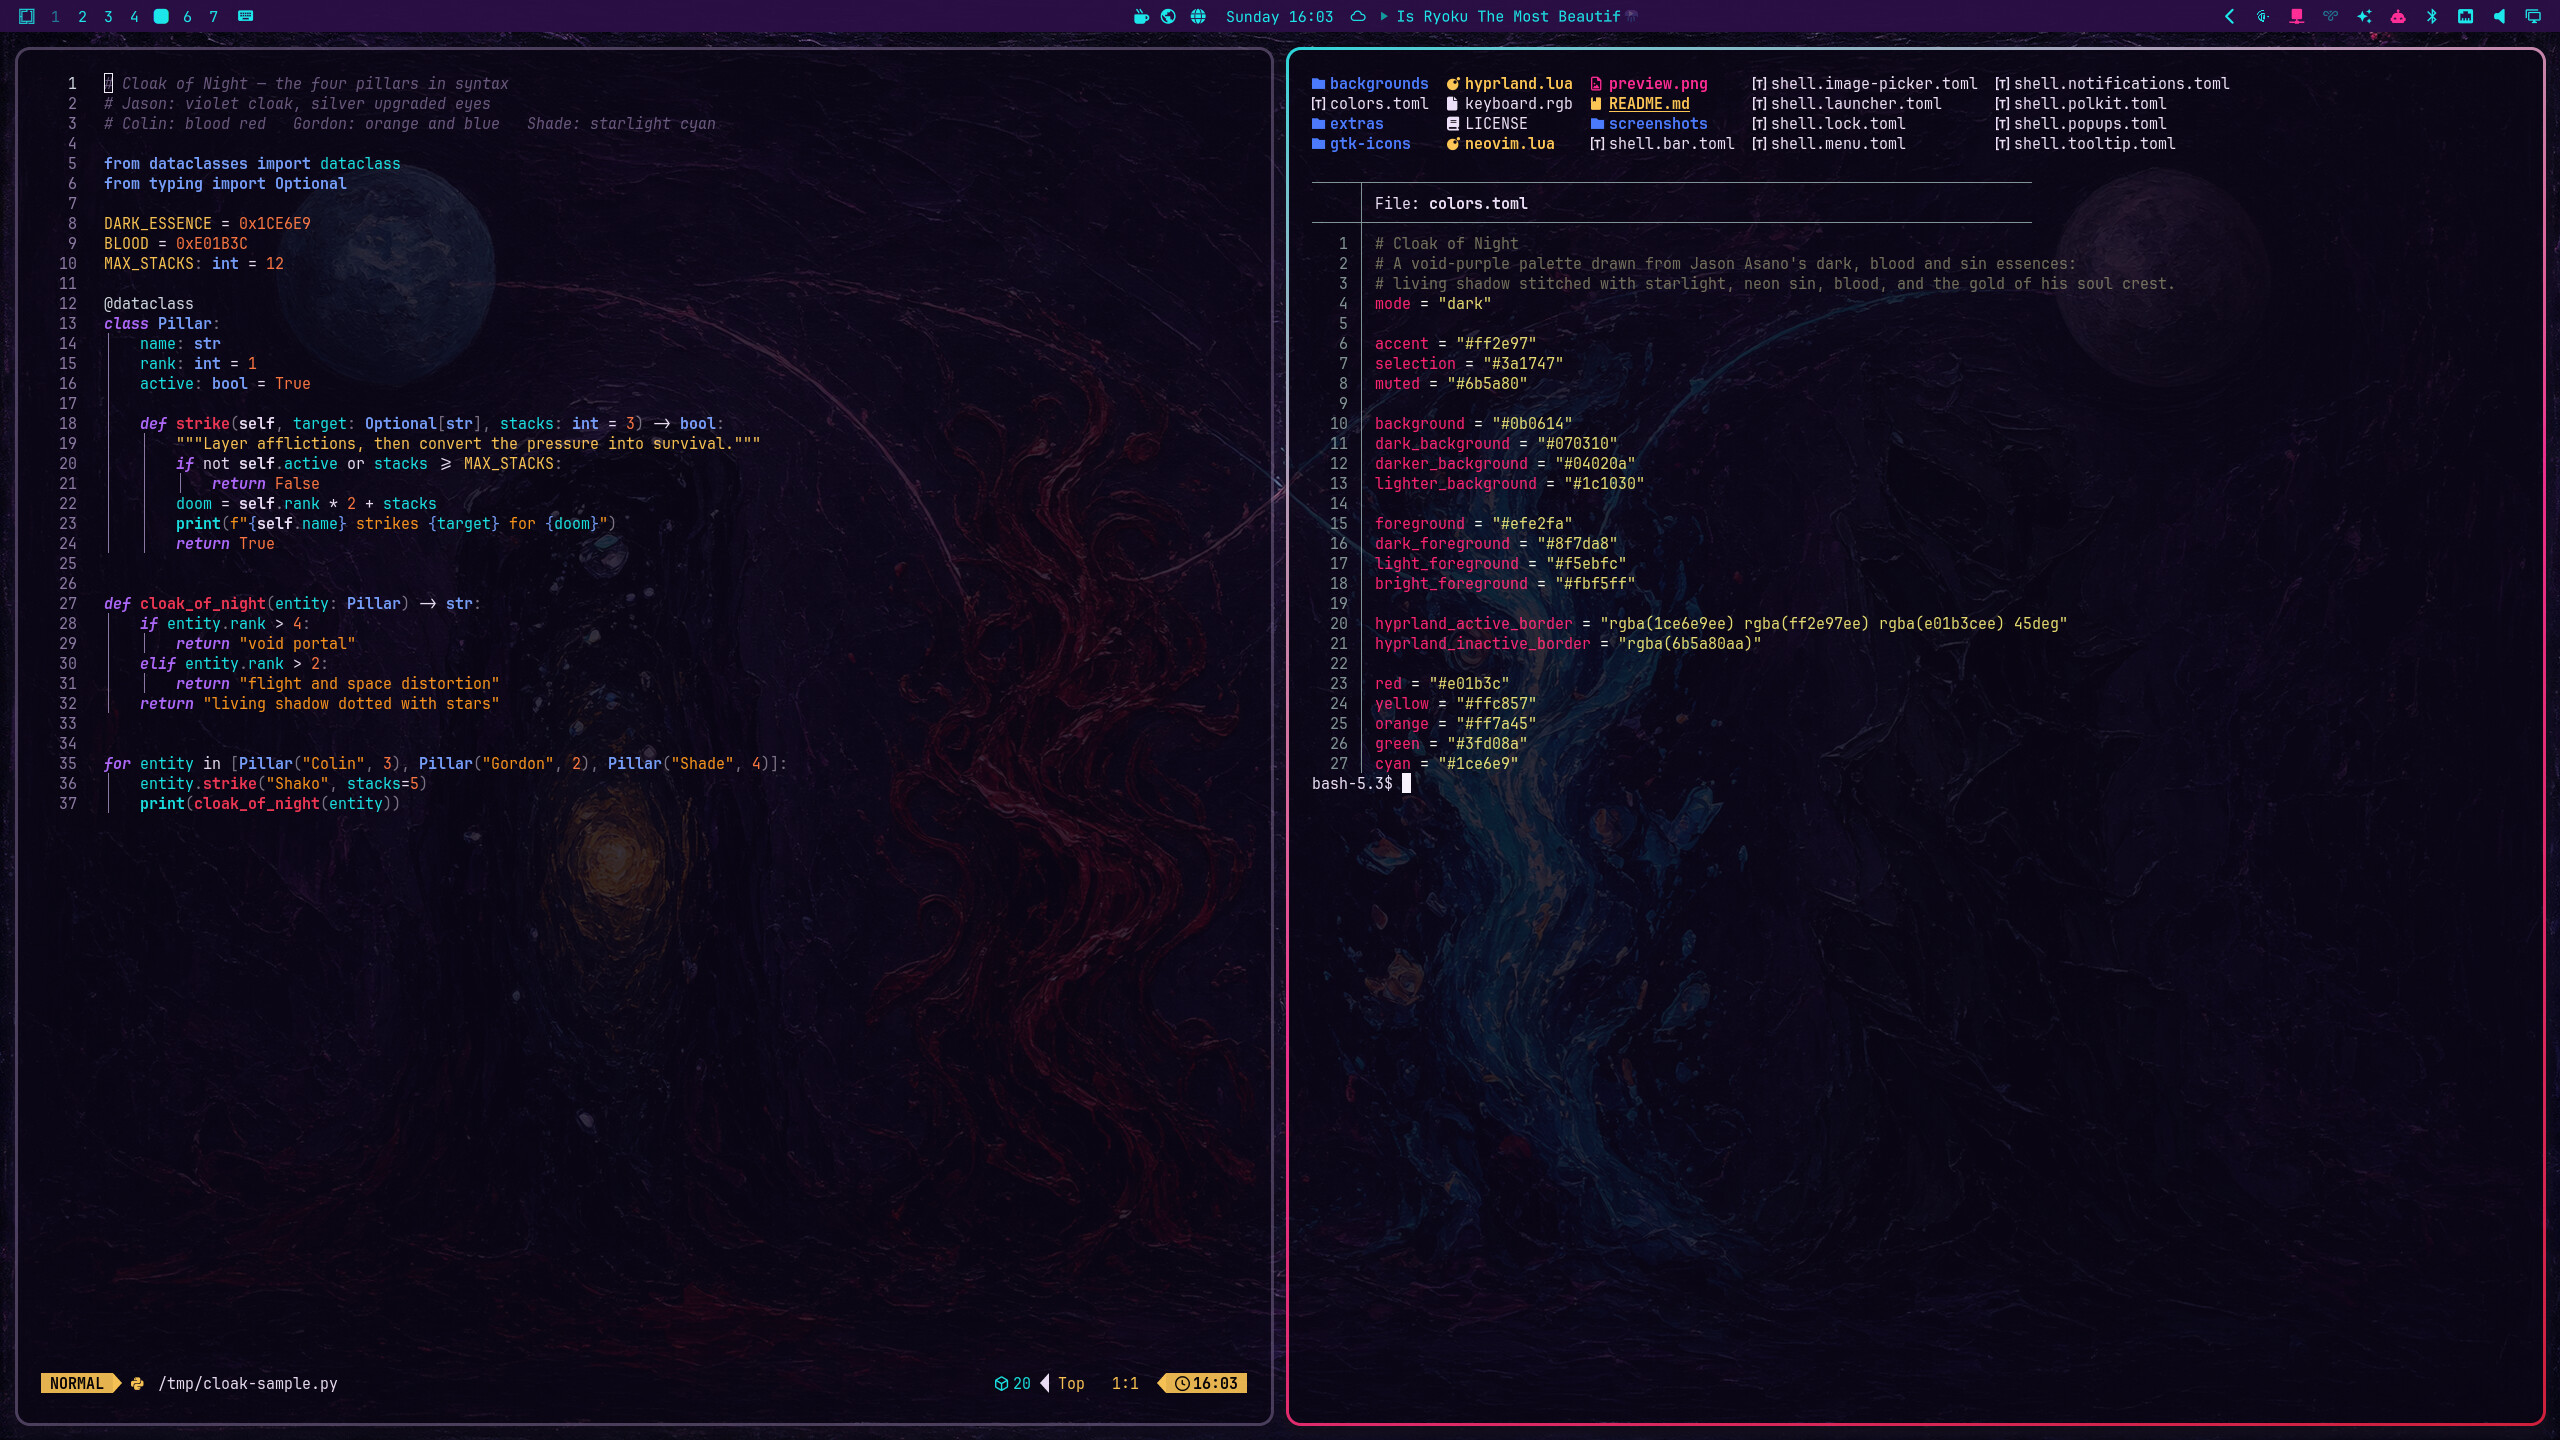 1 2 3 4 6 7
Sunday 16:03 Is Ryoku The Most Beautif
1 # Cloak of Night — the four pillars in syntax
2 # Jason: violet cloak, silver upgraded eyes
3 # Colin: blood red   Gordon: orange and blue   Shade: starlight cyan
4
5 from dataclasses import dataclass
6 from typing import Optional
7
8 DARK_ESSENCE = 0x1CE6E9
9 BLOOD = 0xE01B3C
10 MAX_STACKS: int = 12
11
12 @dataclass
13 class Pillar:
14     name: str
15     rank: int = 1
16     active: bool = True
17
18     def strike(self, target: Optional[str], stacks: int = 3) -> bool:
19         """Layer afflictions, then convert the pressure into survival."""
20         if not self.active or stacks >= MAX_STACKS:
21             return False
22         doom = self.rank * 2 + stacks
23         print(f"{self.name} strikes {target} for {doom}")
24         return True
25
26
27 def cloak_of_night(entity: Pillar) -> str:
28     if entity.rank > 4:
29         return "void portal"
30     elif entity.rank > 2:
31         return "flight and space distortion"
32     return "living shadow dotted with stars"
33
34
35 for entity in [Pillar("Colin", 3), Pillar("Gordon", 2), Pillar("Shade", 4)]:
36     entity.strike("Shako", stacks=5)
37     print(cloak_of_night(entity))
NORMAL /tmp/cloak-sample.py 20 Top 1:1 16:03
backgrounds hyprland.lua preview.png [T] shell.image-picker.toml [T] shell.notifications.toml
[T] colors.toml keyboard.rgb README.md [T] shell.launcher.toml [T] shell.polkit.toml
extras LICENSE screenshots [T] shell.lock.toml [T] shell.popups.toml
gtk-icons neovim.lua [T] shell.bar.toml [T] shell.menu.toml [T] shell.tooltip.toml
File: colors.toml
1 # Cloak of Night
2 # A void-purple palette drawn from Jason Asano's dark, blood and sin essences:
3 # living shadow stitched with starlight, neon sin, blood, and the gold of his soul crest.
4 mode = "dark"
5
6 accent = "#ff2e97"
7 selection = "#3a1747"
8 muted = "#6b5a80"
9
10 background = "#0b0614"
11 dark_background = "#070310"
12 darker_background = "#04020a"
13 lighter_background = "#1c1030"
14
15 foreground = "#efe2fa"
16 dark_foreground = "#8f7da8"
17 light_foreground = "#f5ebfc"
18 bright_foreground = "#fbf5ff"
19
20 hyprland_active_border = "rgba(1ce6e9ee) rgba(ff2e97ee) rgba(e01b3cee) 45deg"
21 hyprland_inactive_border = "rgba(6b5a80aa)"
22
23 red = "#e01b3c"
24 yellow = "#ffc857"
25 orange = "#ff7a45"
26 green = "#3fd08a"
27 cyan = "#1ce6e9"
bash-5.3$